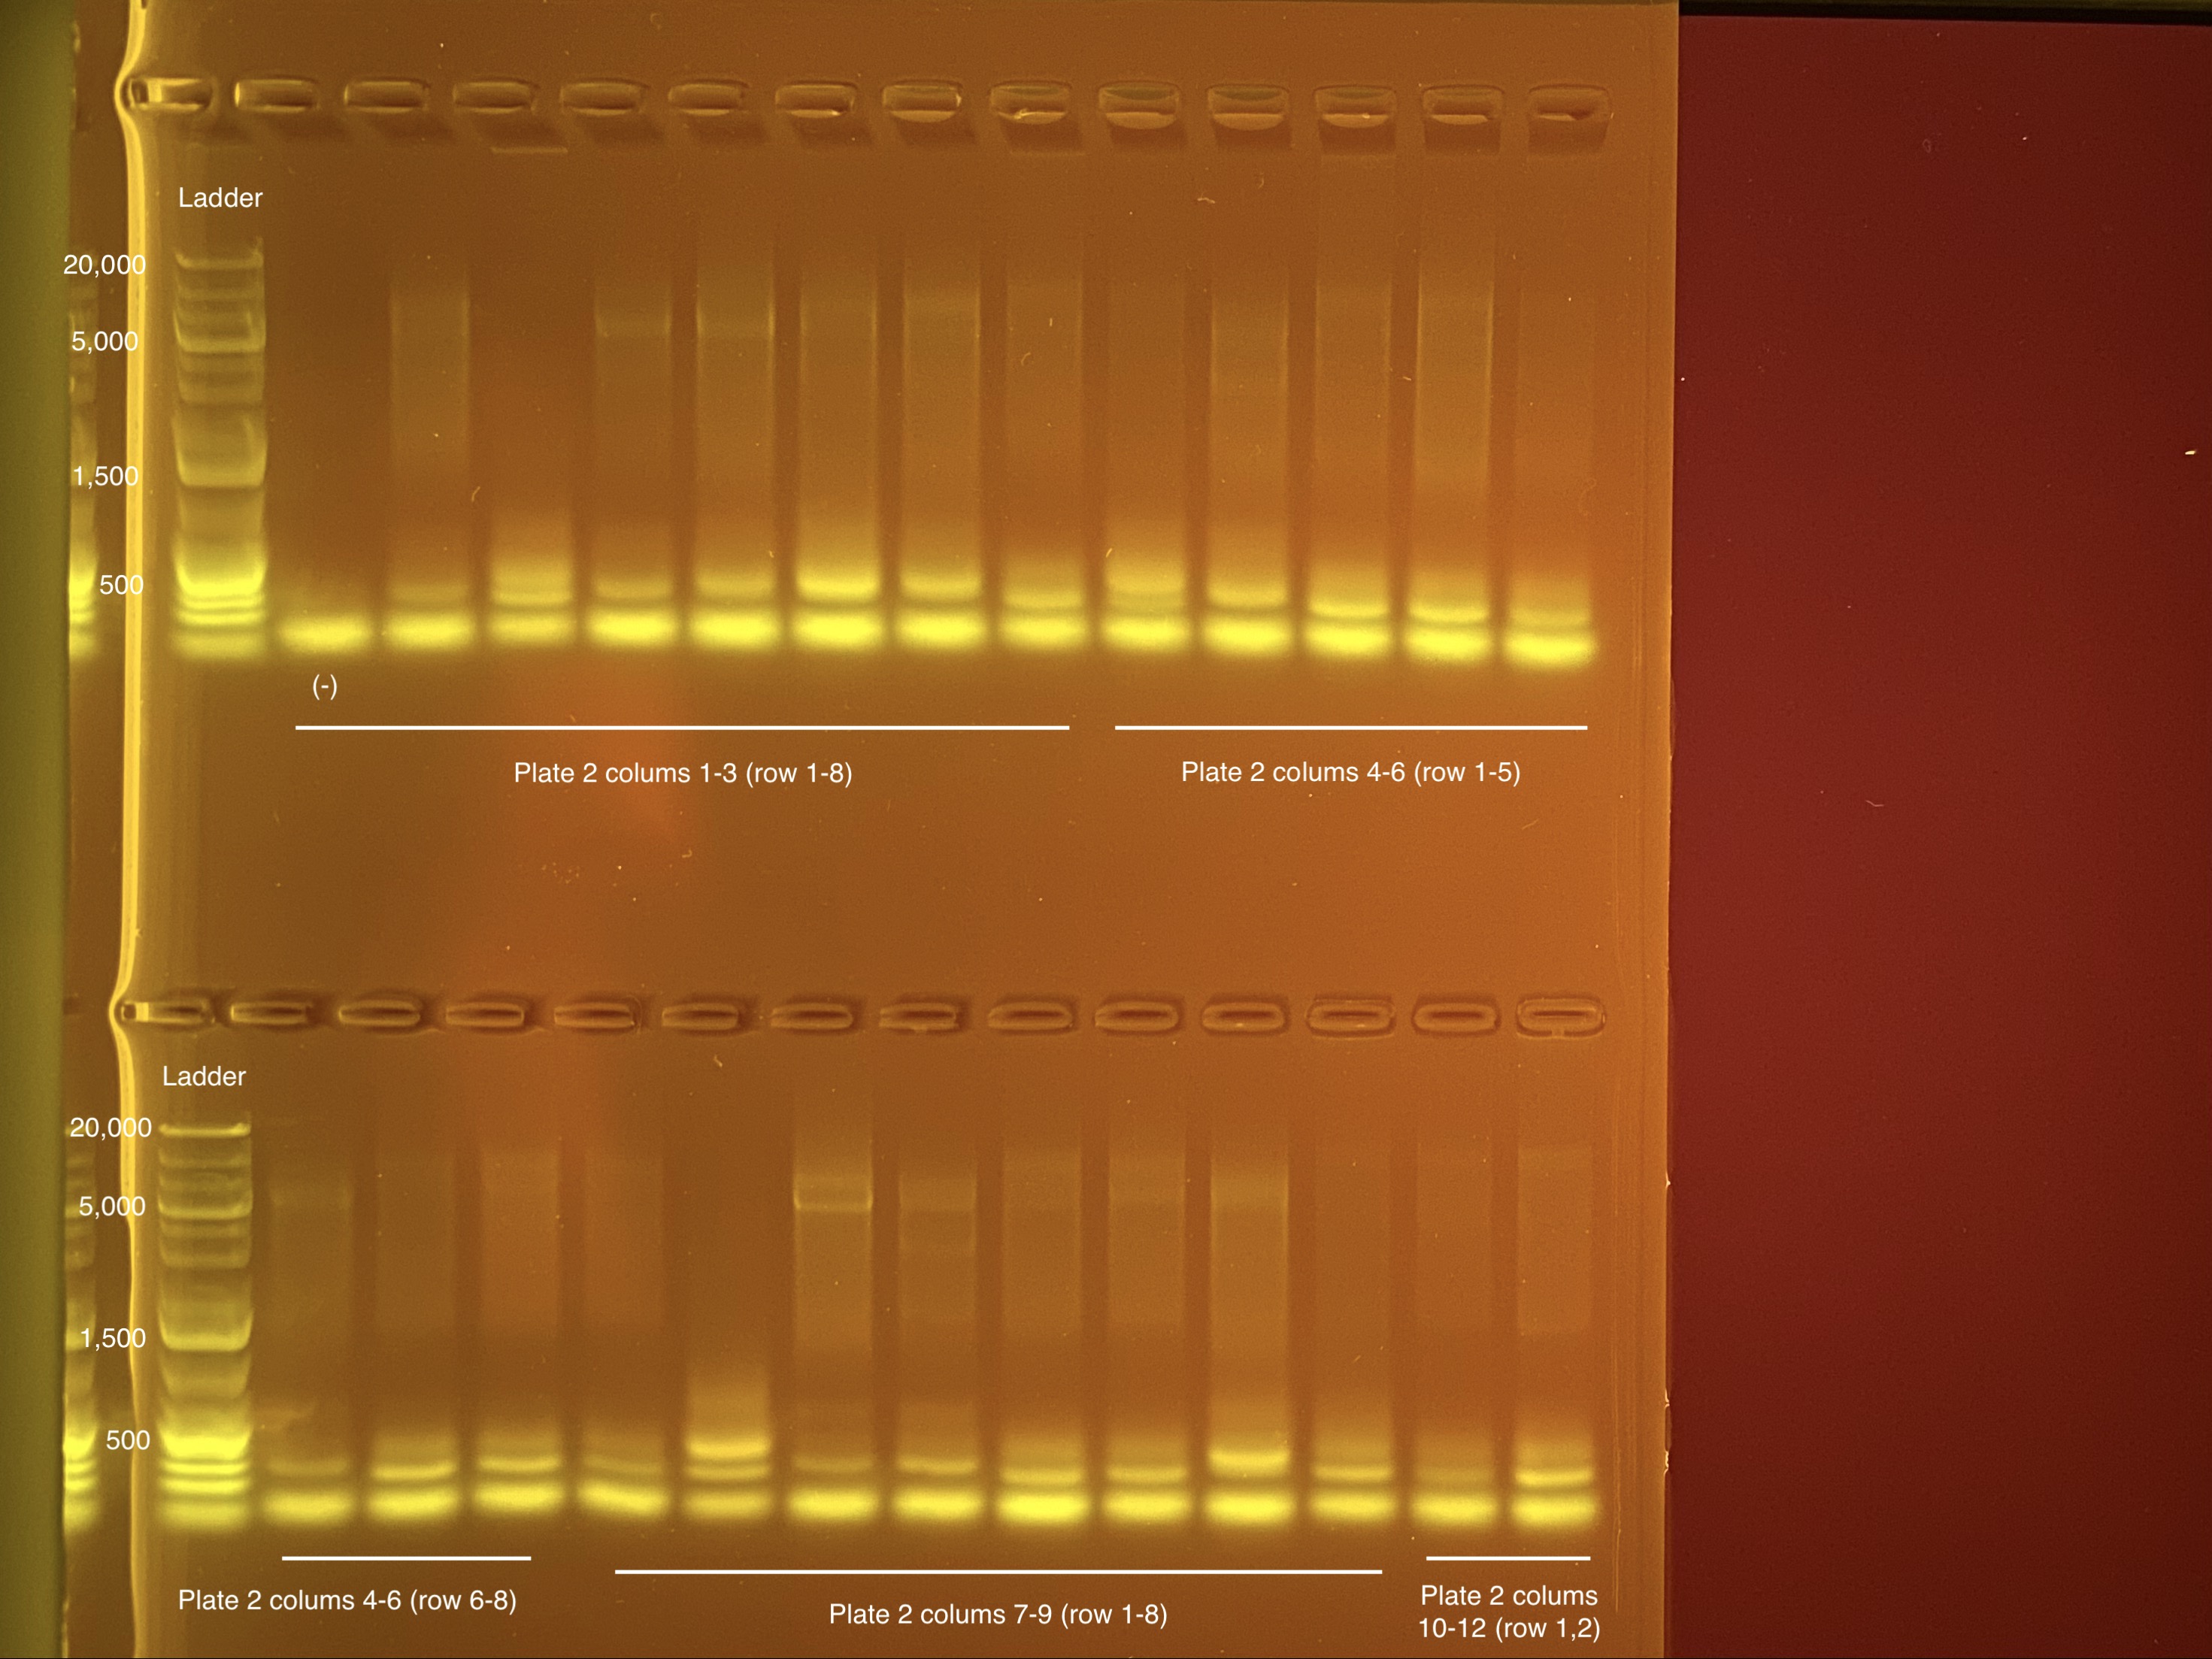 Ladder
20,000
5,000
1,500
500
(-)
Plate 2 colums 1-3 (row 1-8)
Plate 2 colums 4-6 (row 1-5)
Ladder
20,000
5,000
1,500
500
Plate 2 colums 4-6 (row 6-8)
Plate 2 colums 7-9 (row 1-8)
Plate 2 colums
10-12 (row 1,2)